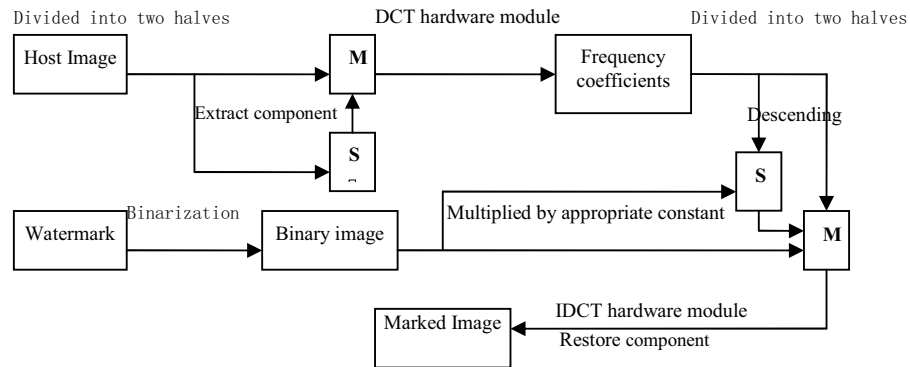 Divided into two halves
DCT hardware module
Divided into two halves
Host Image
M
Frequency
coefficients
Extract component
Descending
S
S
Binarization
Multiplied by appropriate constant
Watermark
Binary image
M
IDCT hardware module
Marked Image
Restore component